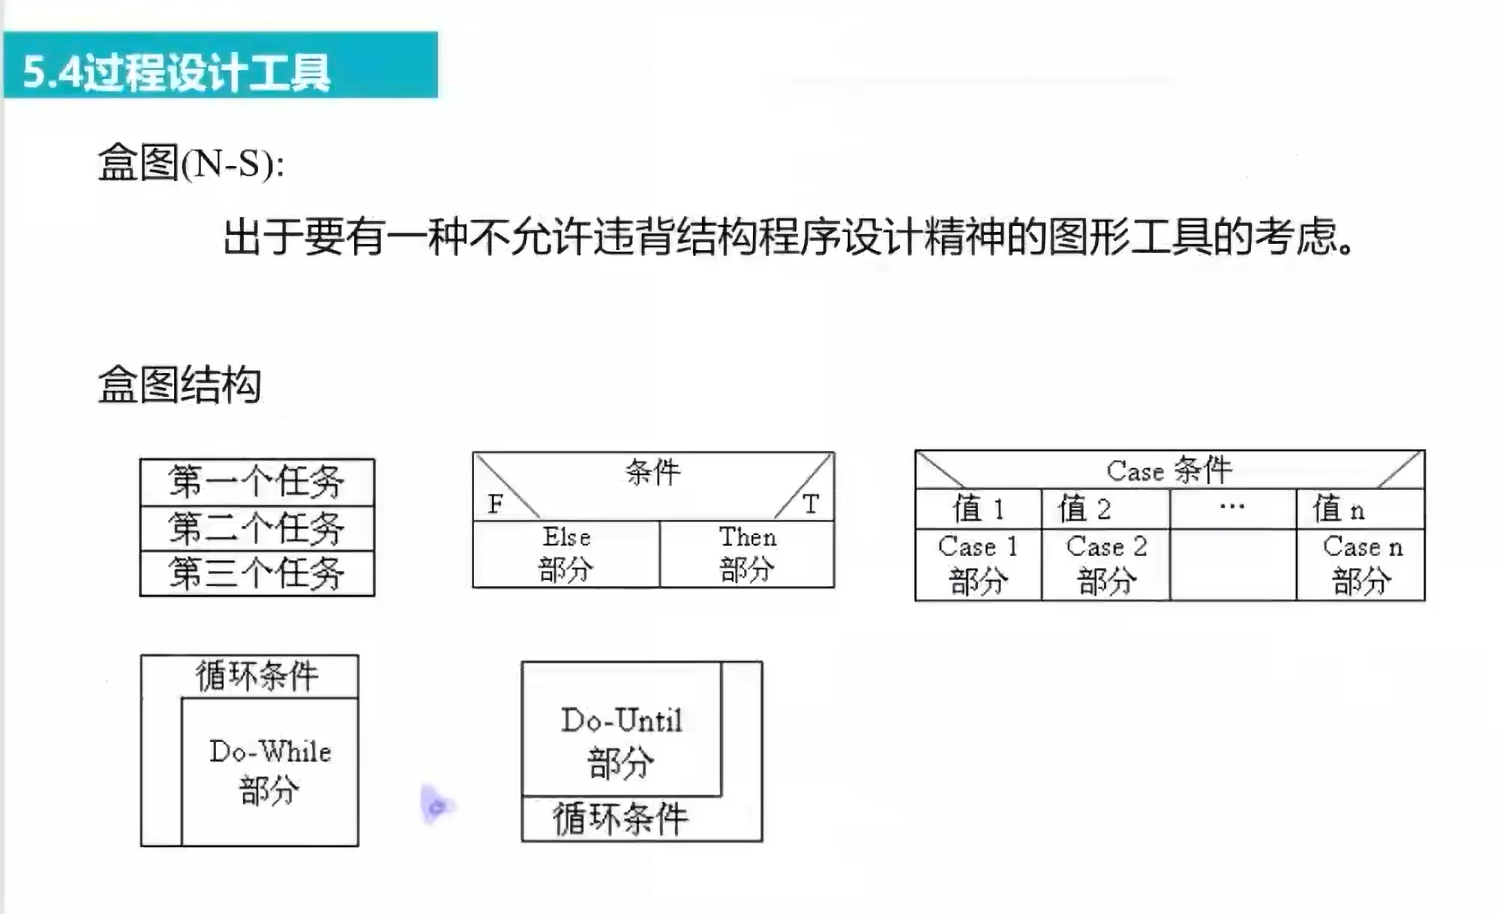 5.4过程设计工具
盒图(N-S):
出于要有一种不允许违背结构程序设计精神的图形工具的考虑。
盒图结构
第一个任务
第二个任务
第三个任务
条件
F
T
Else
部分
Then
部分
Case 条件
值 1
值 2
…
值 n
Case 1
部分
Case 2
部分
Case n
部分
循环条件
Do-While
部分
Do-Until
部分
循环条件